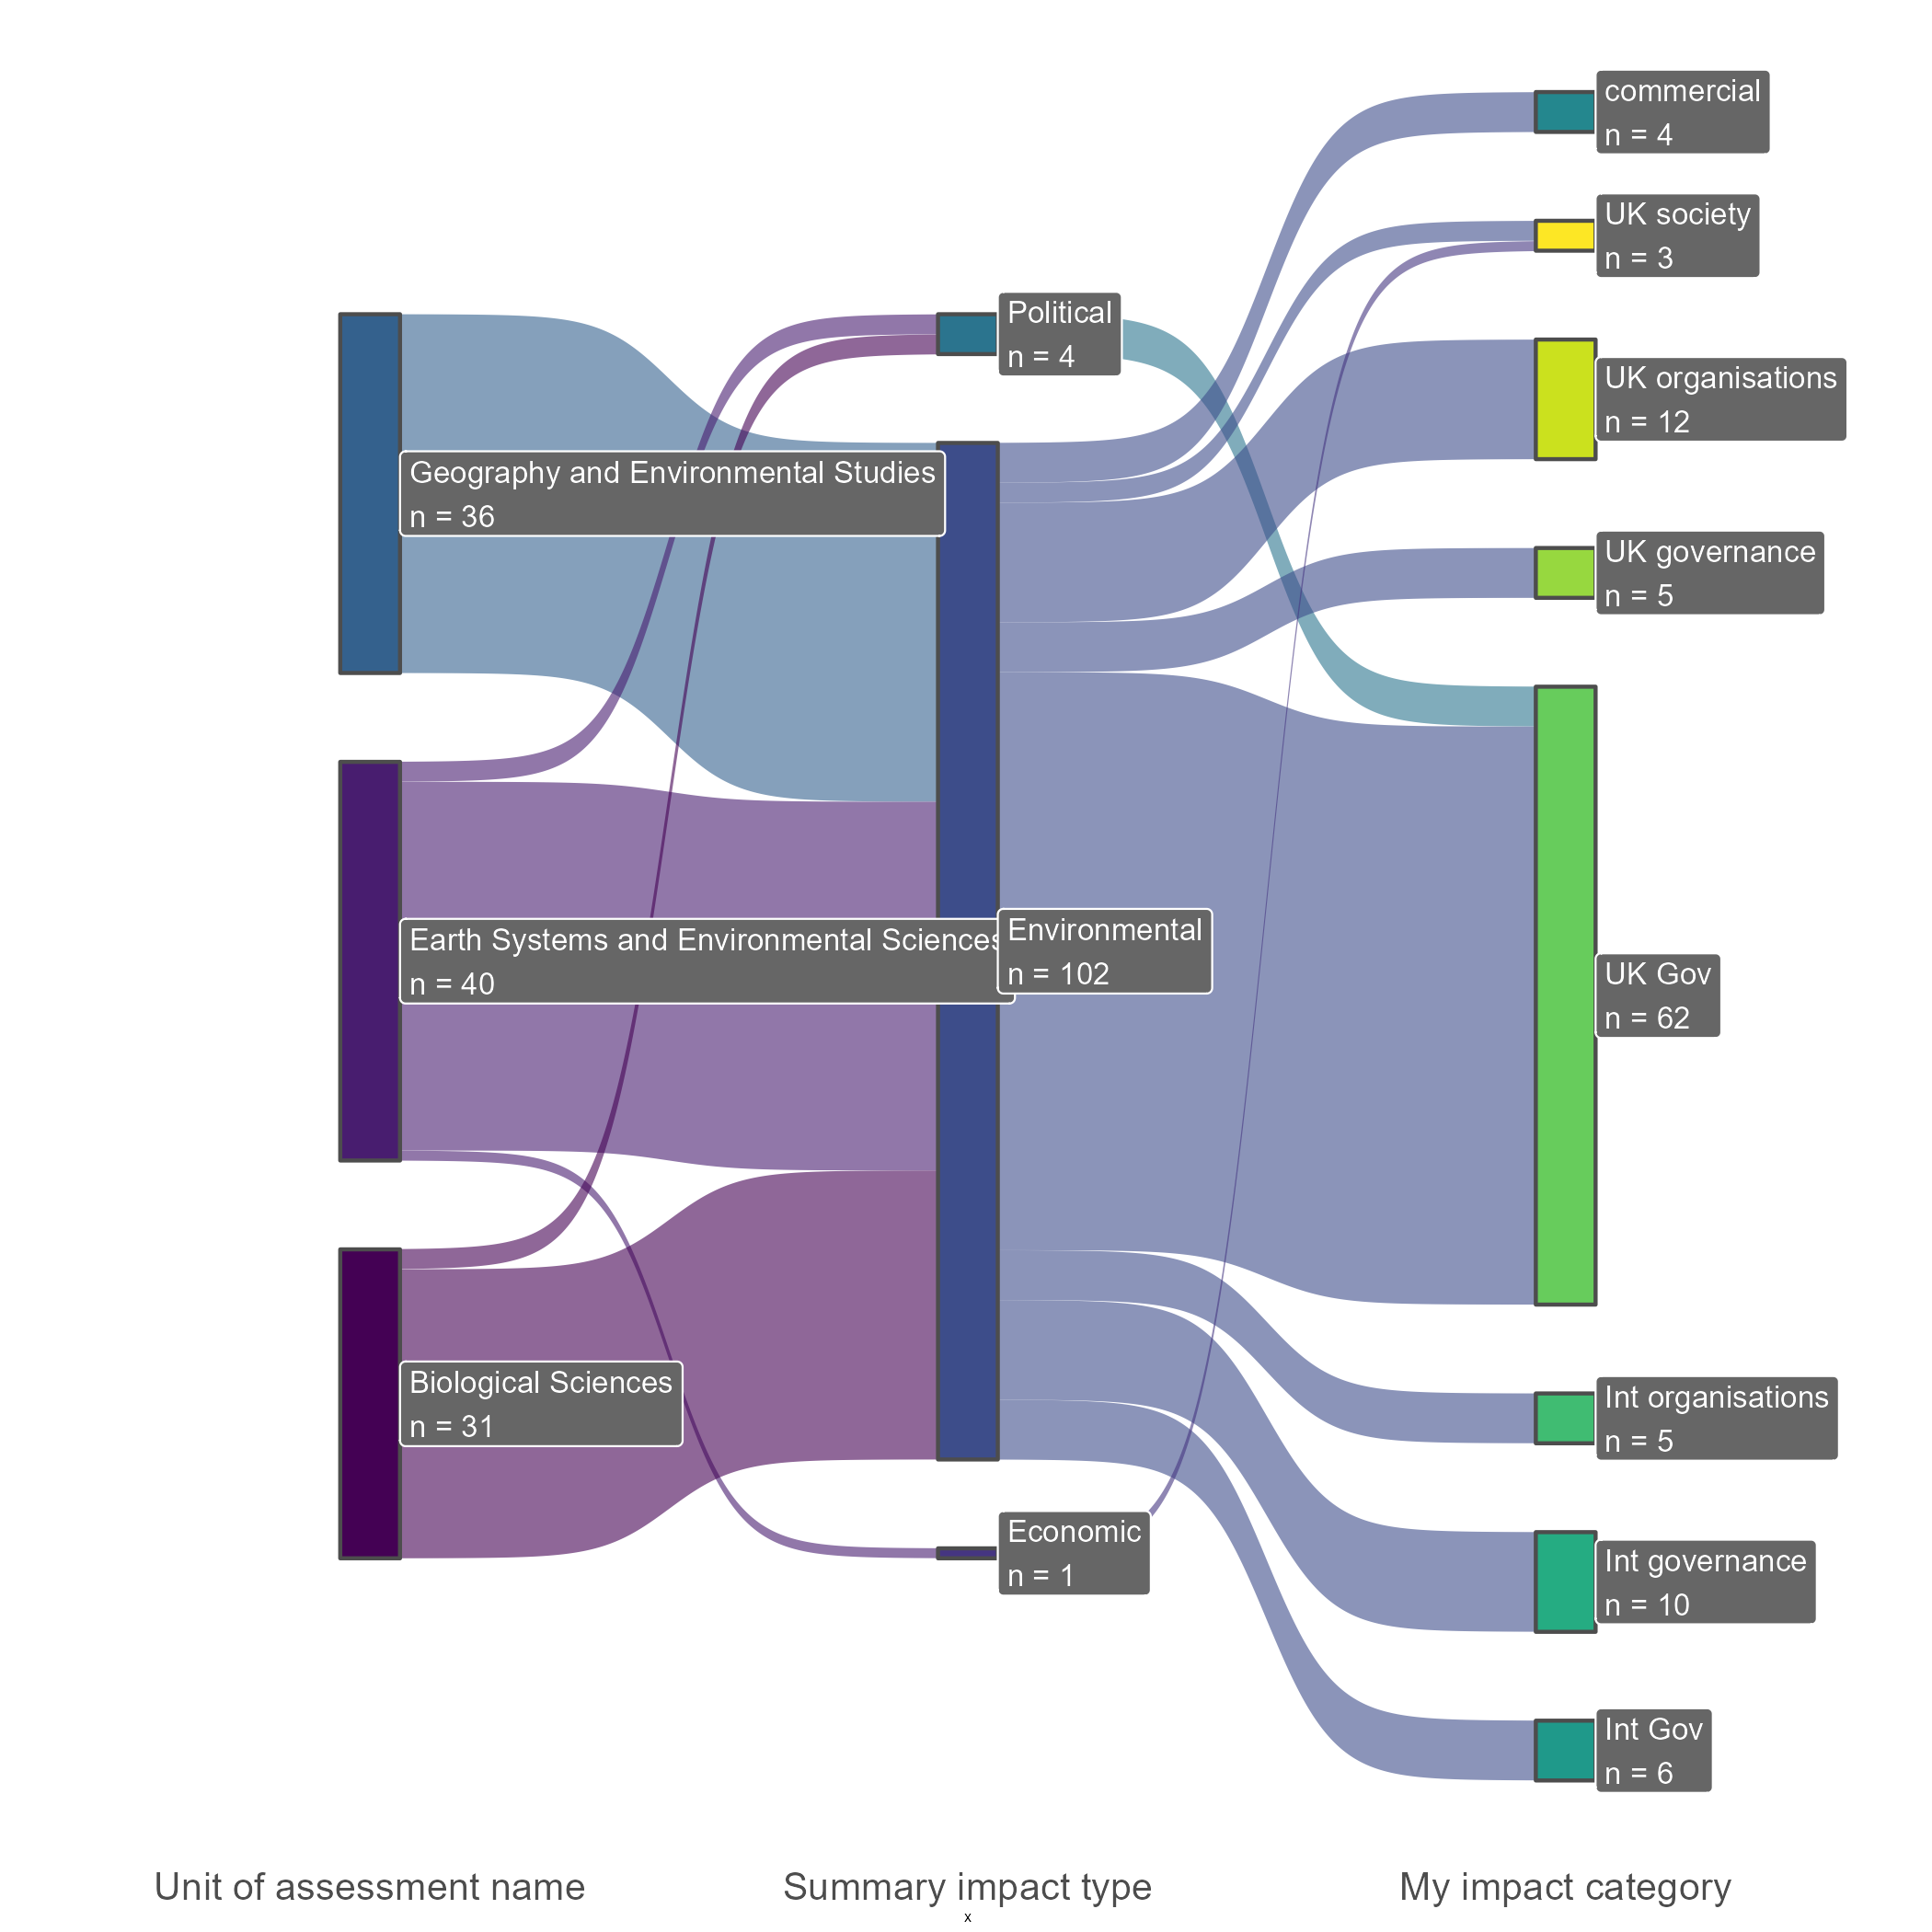 commercial
n = 4
UK society
n = 3
Political
n = 4
UK organisations
n = 12
Geography and Environmental Studies
n = 36
UK governance
n = 5
Earth Systems and Environmental Sciences
n = 40
Environmental
n = 102
UK Gov
n = 62
Biological Sciences
n = 31
Int organisations
n = 5
Economic
n = 1
Int governance
n = 10
Int Gov
n = 6
Unit of assessment name
Summary impact type
My impact category
x